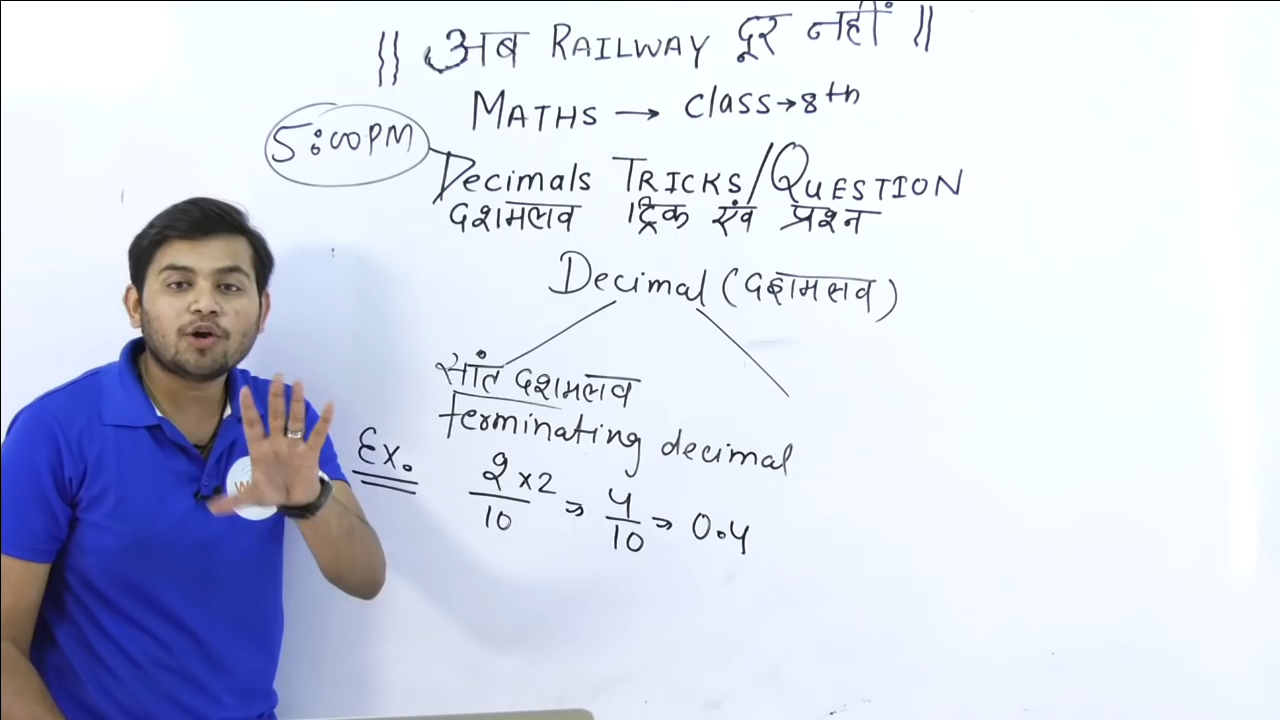 || अब RAILWAY दूर नहीं ||
MATHS → Class→8th
5:00PM
Decimals TRICKS/QUESTION
दशमलव ट्रिक एंव प्रश्न
Decimal (दशमलव)
सांत दशमलव
terminating decimal
Ex. 2×2/10 ⇒ 4/10 ⇒ 0.4